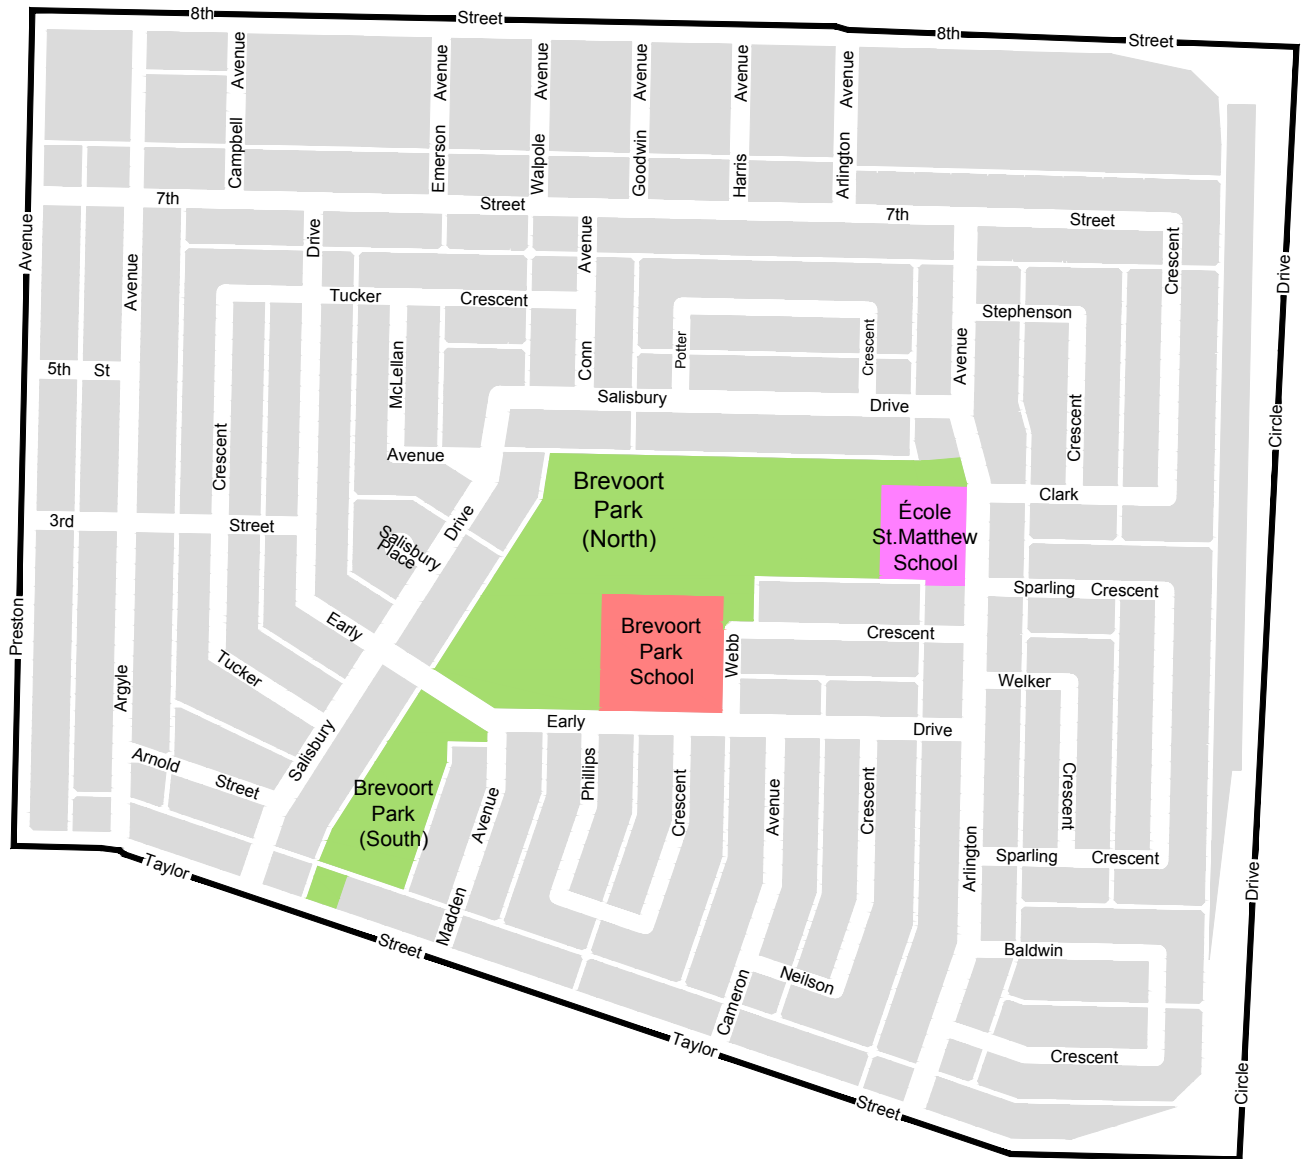 8th
Street
8th
Street
Avenue
Campbell
Avenue
Emerson
Avenue
Walpole
Avenue
Goodwin
Avenue
Harris
Avenue
Arlington
7th
Street
7th
Street
Avenue
Preston
Avenue
Argyle
Drive
Avenue
Conn
Crescent
Drive
Circle
Drive
Circle
Tucker
Crescent
Stephenson
Crescent
Potter
Crescent
Avenue
5th St
McLellan
Avenue
Salisbury
Drive
Crescent
3rd
Street
Clark
Salisbury
Place
Drive
Salisbury
Brevoort
Park
(North)
École
St.Matthew
School
Sparling Crescent
Early
Tucker
Brevoort
Park
School
Webb
Crescent
Welker
Crescent
Early
Drive
Arnold
Street
Brevoort
Park
(South)
Avenue
Madden
Phillips
Crescent
Avenue
Cameron
Crescent
Neilson
Arlington
Sparling
Crescent
Baldwin
Crescent
Taylor
Street
Taylor
Street